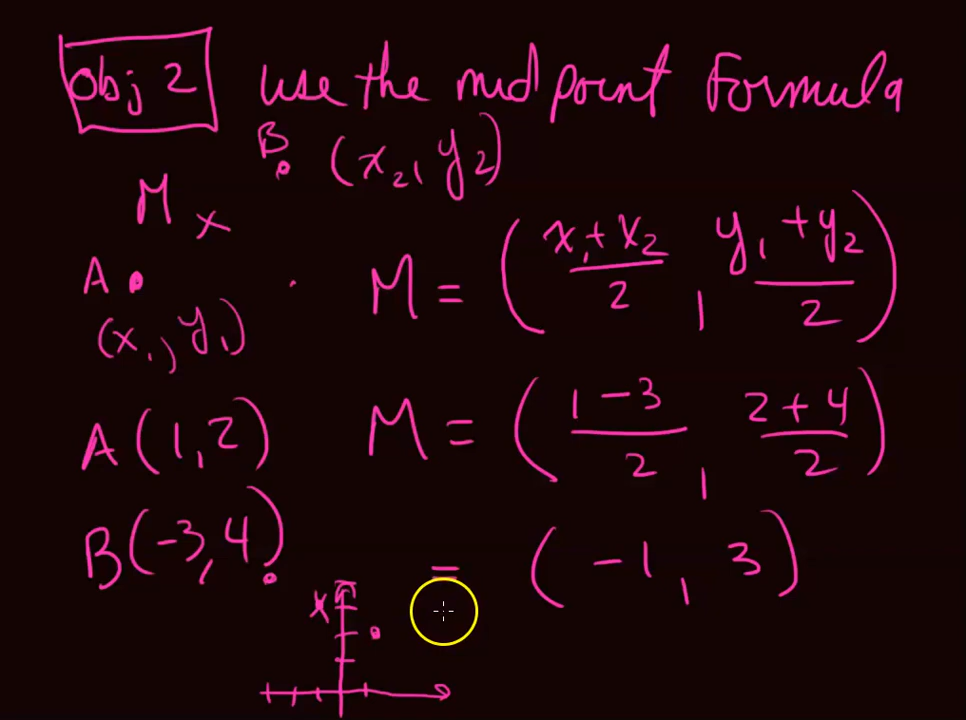 Obj 2 use the midpoint Formula
B (x₂, y₂)
M x
A
(x₁, y₁)
M = ( x₁ + x₂ / 2 , y₁ + y₂ / 2 )
A (1, 2) M = ( 1 - 3 / 2 , 2 + 4 / 2 )
B (-3, 4) = ( -1 , 3 )
x